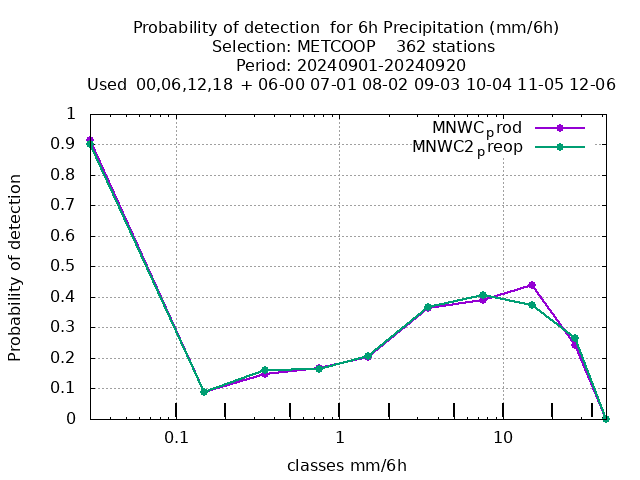 Probability of detection  for 6h Precipitation (mm/6h)
Selection: METCOOP    362 stations
Period: 20240901-20240920
Used  00,06,12,18  + 06-00 07-01 08-02 09-03 10-04 11-05 12-06
MNWCprod
MNWC2preop
Probability of detection
1
0.9
0.8
0.7
0.6
0.5
0.4
0.3
0.2
0.1
0
0.1 1 10
classes mm/6h